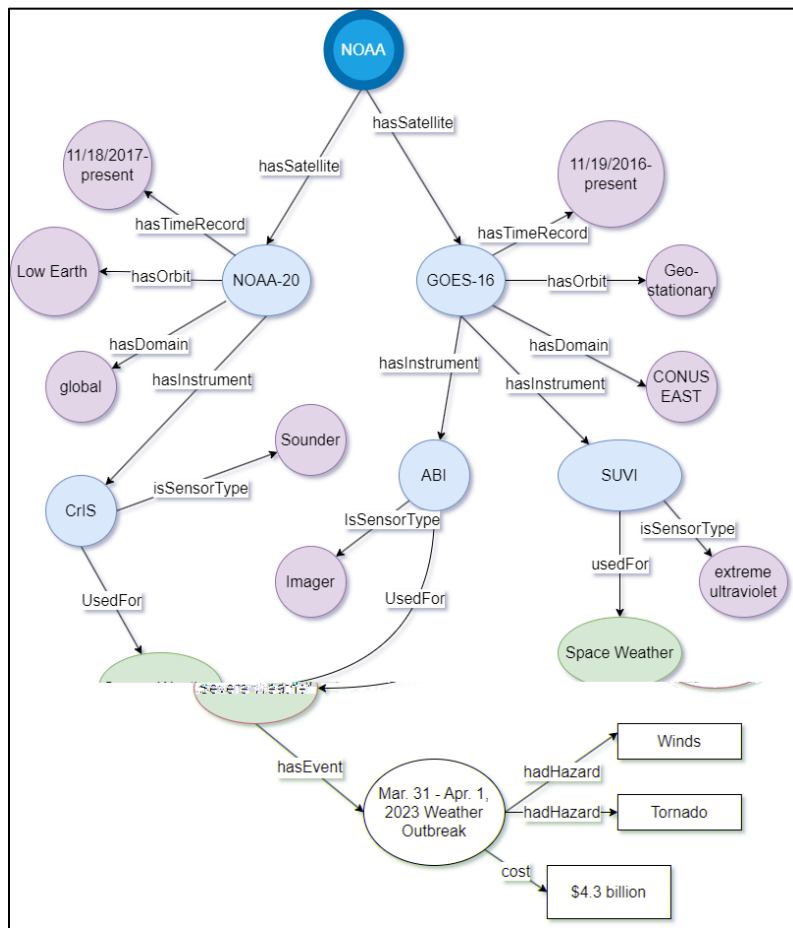 NOAA
hasSatellite
hasSatellite
11/18/2017-
present
11/19/2016-
present
hasTimeRecord
hasTimeRecord
Low Earth
hasOrbit
NOAA-20
GOES-16
hasOrbit
Geo-
stationary
hasDomain
hasDomain
global
hasInstrument
hasInstrument
hasInstrument
CONUS
EAST
Sounder
CrIS
isSensorType
ABI
SUVI
IsSensorType
isSensorType
Imager
usedFor
extreme
ultraviolet
UsedFor
UsedFor
Space Weather
hasEvent
Mar. 31 - Apr. 1,
2023 Weather
Outbreak
hadHazard
Winds
hadHazard
Tornado
cost
$4.3 billion